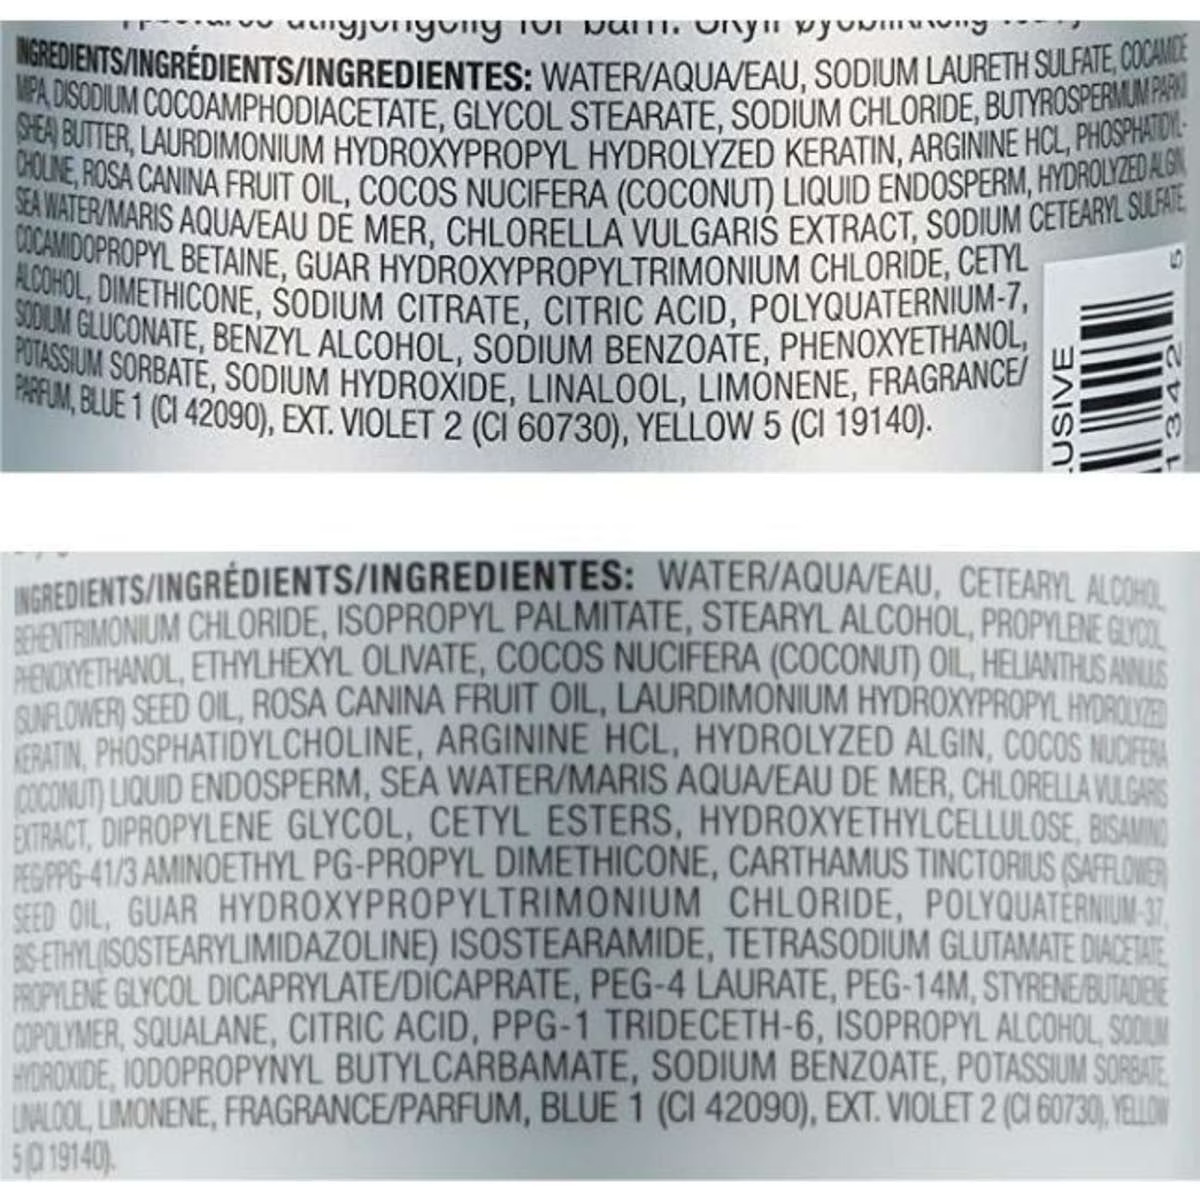 INGREDIENTS/INGRÉDIENTS/INGREDIENTES: WATER/AQUA/EAU, SODIUM LAURETH SULFATE, COCAMIDE
MIPA, DISODIUM COCOAMPHODIACETATE, GLYCOL STEARATE, SODIUM CHLORIDE, BUTYROSPERMUM PARKII
(SHEA) BUTTER, LAURDIMONIUM HYDROXYPROPYL HYDROLYZED KERATIN, ARGININE HCL, PHOSPHATIDYL-
CHOLINE, ROSA CANINA FRUIT OIL, COCOS NUCIFERA (COCONUT) LIQUID ENDOSPERM, HYDROLYZED ALGIN,
SEA WATER/MARIS AQUA/EAU DE MER, CHLORELLA VULGARIS EXTRACT, SODIUM CETEARYL SULFATE,
COCAMIDOPROPYL BETAINE, GUAR HYDROXYPROPYLTRIMONIUM CHLORIDE, CETYL
ALCOHOL, DIMETHICONE, SODIUM CITRATE, CITRIC ACID, POLYQUATERNIUM-7,
SODIUM GLUCONATE, BENZYL ALCOHOL, SODIUM BENZOATE, PHENOXYETHANOL,
POTASSIUM SORBATE, SODIUM HYDROXIDE, LINALOOL, LIMONENE, FRAGRANCE/
PARFUM, BLUE 1 (CI 42090), EXT. VIOLET 2 (CI 60730), YELLOW 5 (CI 19140).
LUSIVE
1342 5
INGREDIENTS/INGRÉDIENTS/INGREDIENTES: WATER/AQUA/EAU, CETEARYL ALCOHOL,
BEHENTRIMONIUM CHLORIDE, ISOPROPYL PALMITATE, STEARYL ALCOHOL, PROPYLENE GLYCOL,
PHENOXYETHANOL, ETHYLHEXYL OLIVATE, COCOS NUCIFERA (COCONUT) OIL, HELIANTHUS ANNUUS
(SUNFLOWER) SEED OIL, ROSA CANINA FRUIT OIL, LAURDIMONIUM HYDROXYPROPYL HYDROLYZED
KERATIN, PHOSPHATIDYLCHOLINE, ARGININE HCL, HYDROLYZED ALGIN, COCOS NUCIFERA
(COCONUT) LIQUID ENDOSPERM, SEA WATER/MARIS AQUA/EAU DE MER, CHLORELLA VULGARIS
EXTRACT, DIPROPYLENE GLYCOL, CETYL ESTERS, HYDROXYETHYLCELLULOSE, BISAMINO
PEG/PPG-41/3 AMINOETHYL PG-PROPYL DIMETHICONE, CARTHAMUS TINCTORIUS (SAFFLOWER)
SEED OIL, GUAR HYDROXYPROPYLTRIMONIUM CHLORIDE, POLYQUATERNIUM-37,
BIS-ETHYL(ISOSTEARYLIMIDAZOLINE) ISOSTEARAMIDE, TETRASODIUM GLUTAMATE DIACETATE,
PROPYLENE GLYCOL DICAPRYLATE/DICAPRATE, PEG-4 LAURATE, PEG-14M, STYRENE/BUTADIENE
COPOLYMER, SQUALANE, CITRIC ACID, PPG-1 TRIDECETH-6, ISOPROPYL ALCOHOL, SODIUM
HYDROXIDE, IODOPROPYNYL BUTYLCARBAMATE, SODIUM BENZOATE, POTASSIUM SORBATE,
LINALOOL, LIMONENE, FRAGRANCE/PARFUM, BLUE 1 (CI 42090), EXT. VIOLET 2 (CI 60730), YELLOW
5 (CI 19140).